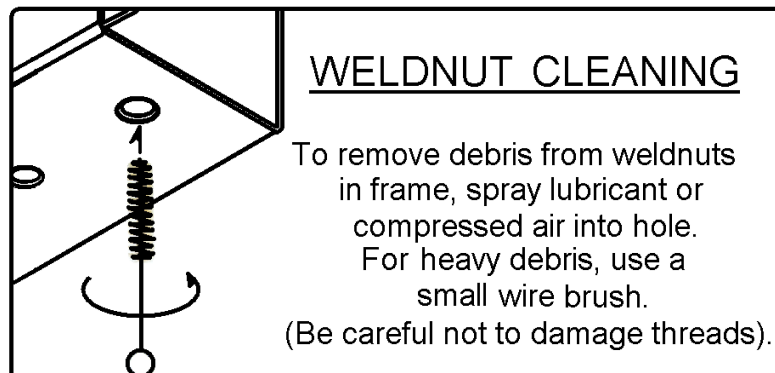 WELDNUT CLEANING
To remove debris from weldnuts
in frame, spray lubricant or
compressed air into hole.
For heavy debris, use a
small wire brush.
(Be careful not to damage threads).